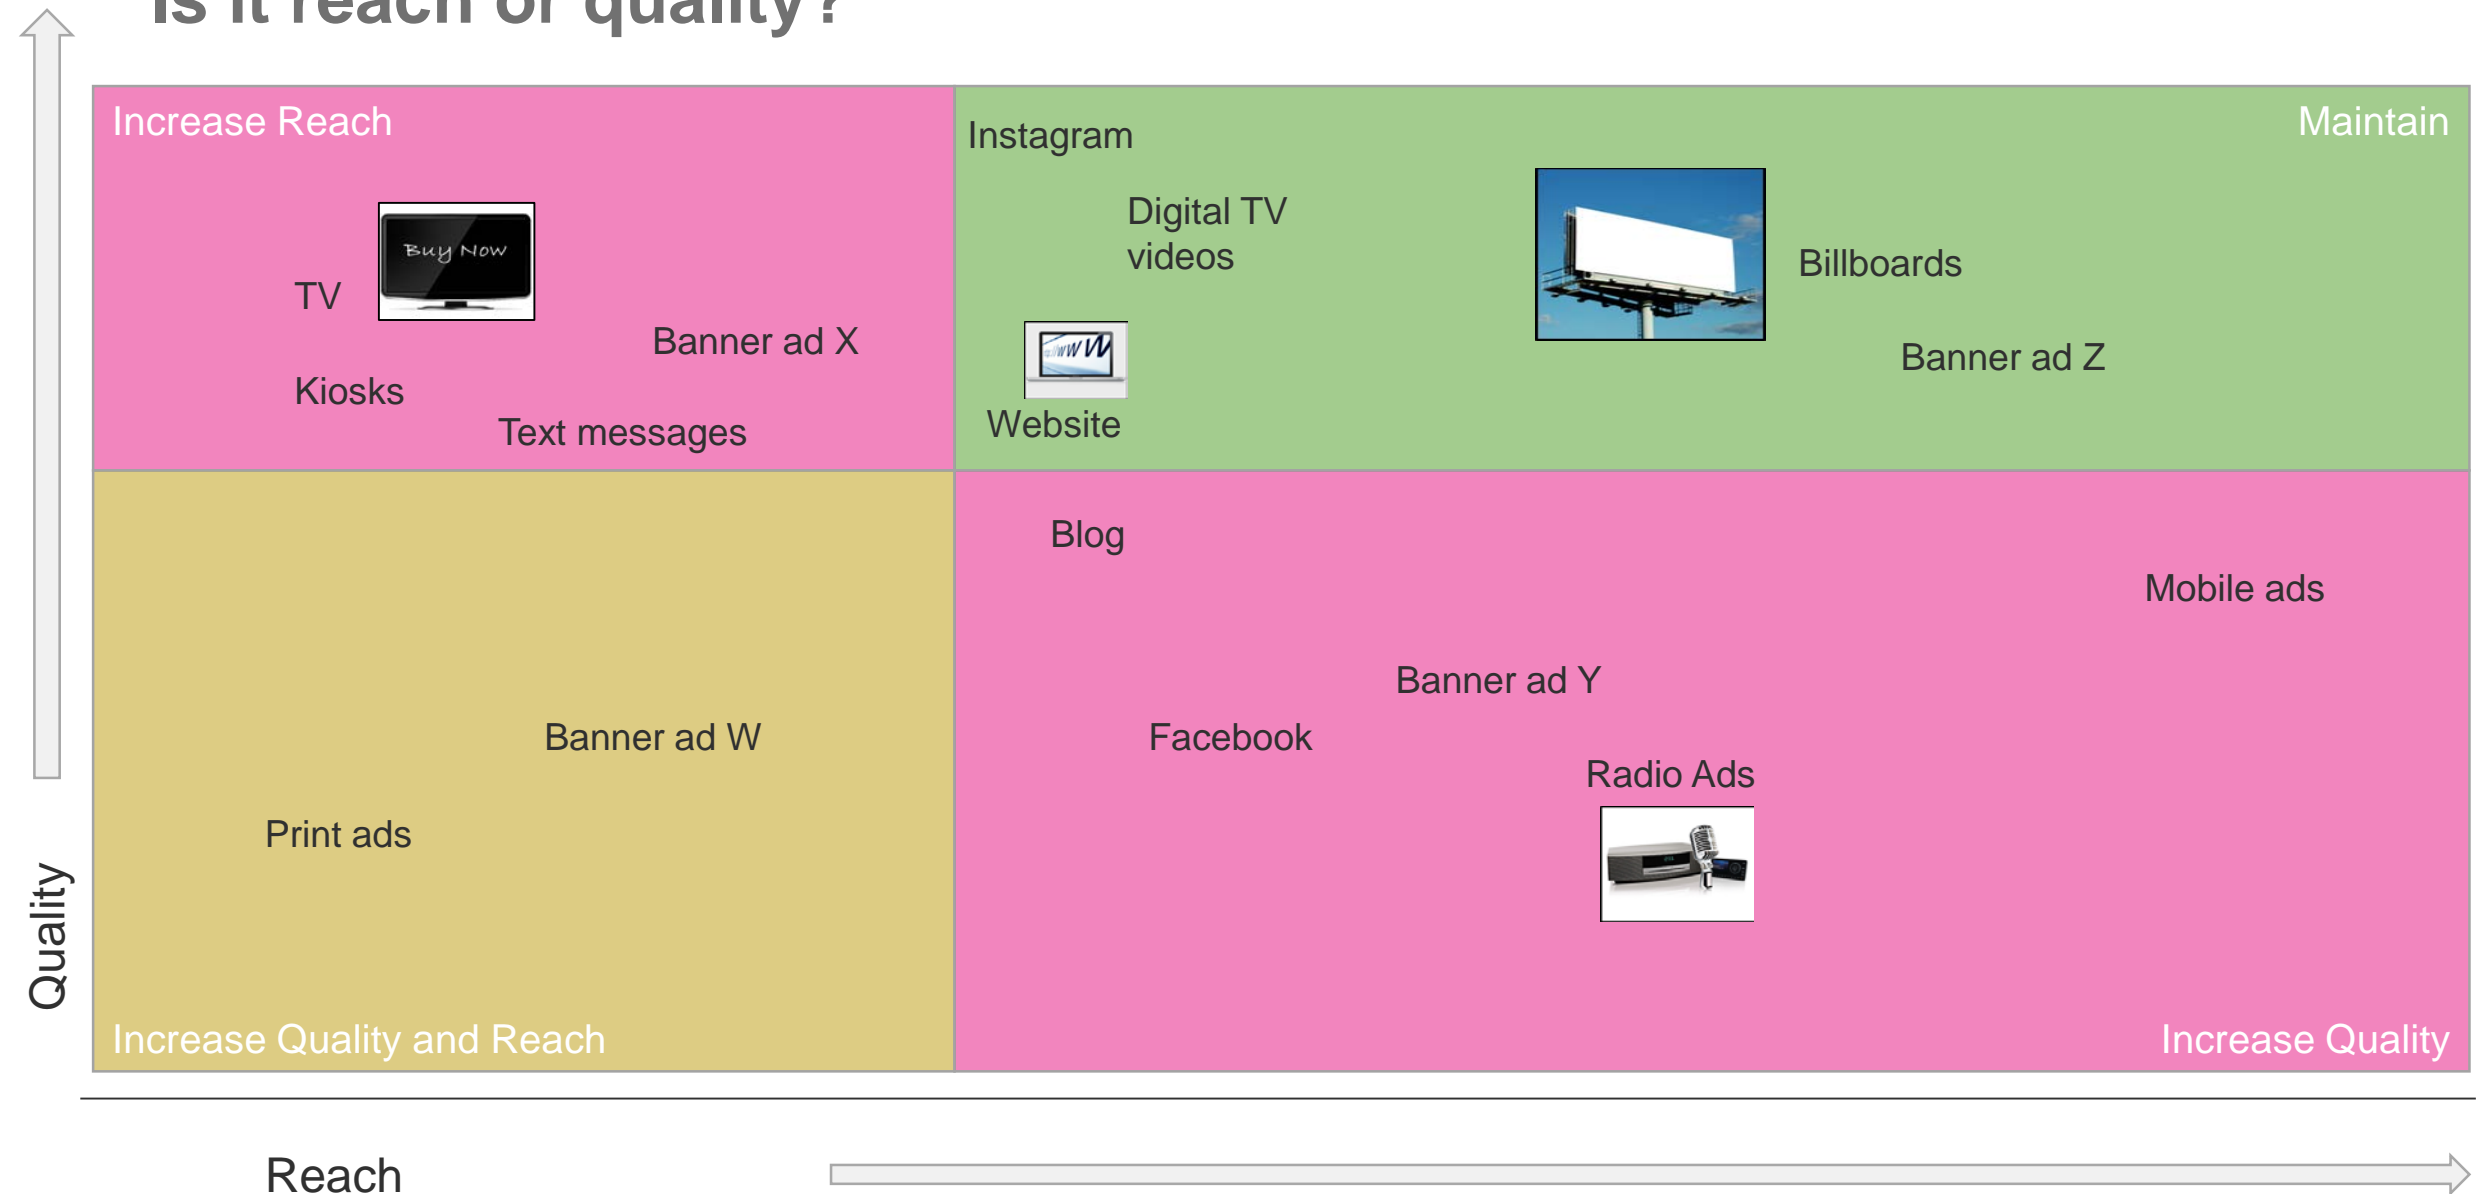 Is it reach or quality?
Increase Reach
Maintain
Instagram
Digital TV
videos
Buy Now
Billboards
TV
Banner ad X
Banner ad Z
Kiosks
Website
Text messages
Blog
Mobile ads
Banner ad Y
Banner ad W
Facebook
Radio Ads
Print ads
Quality
Increase Quality and Reach
Increase Quality
Reach